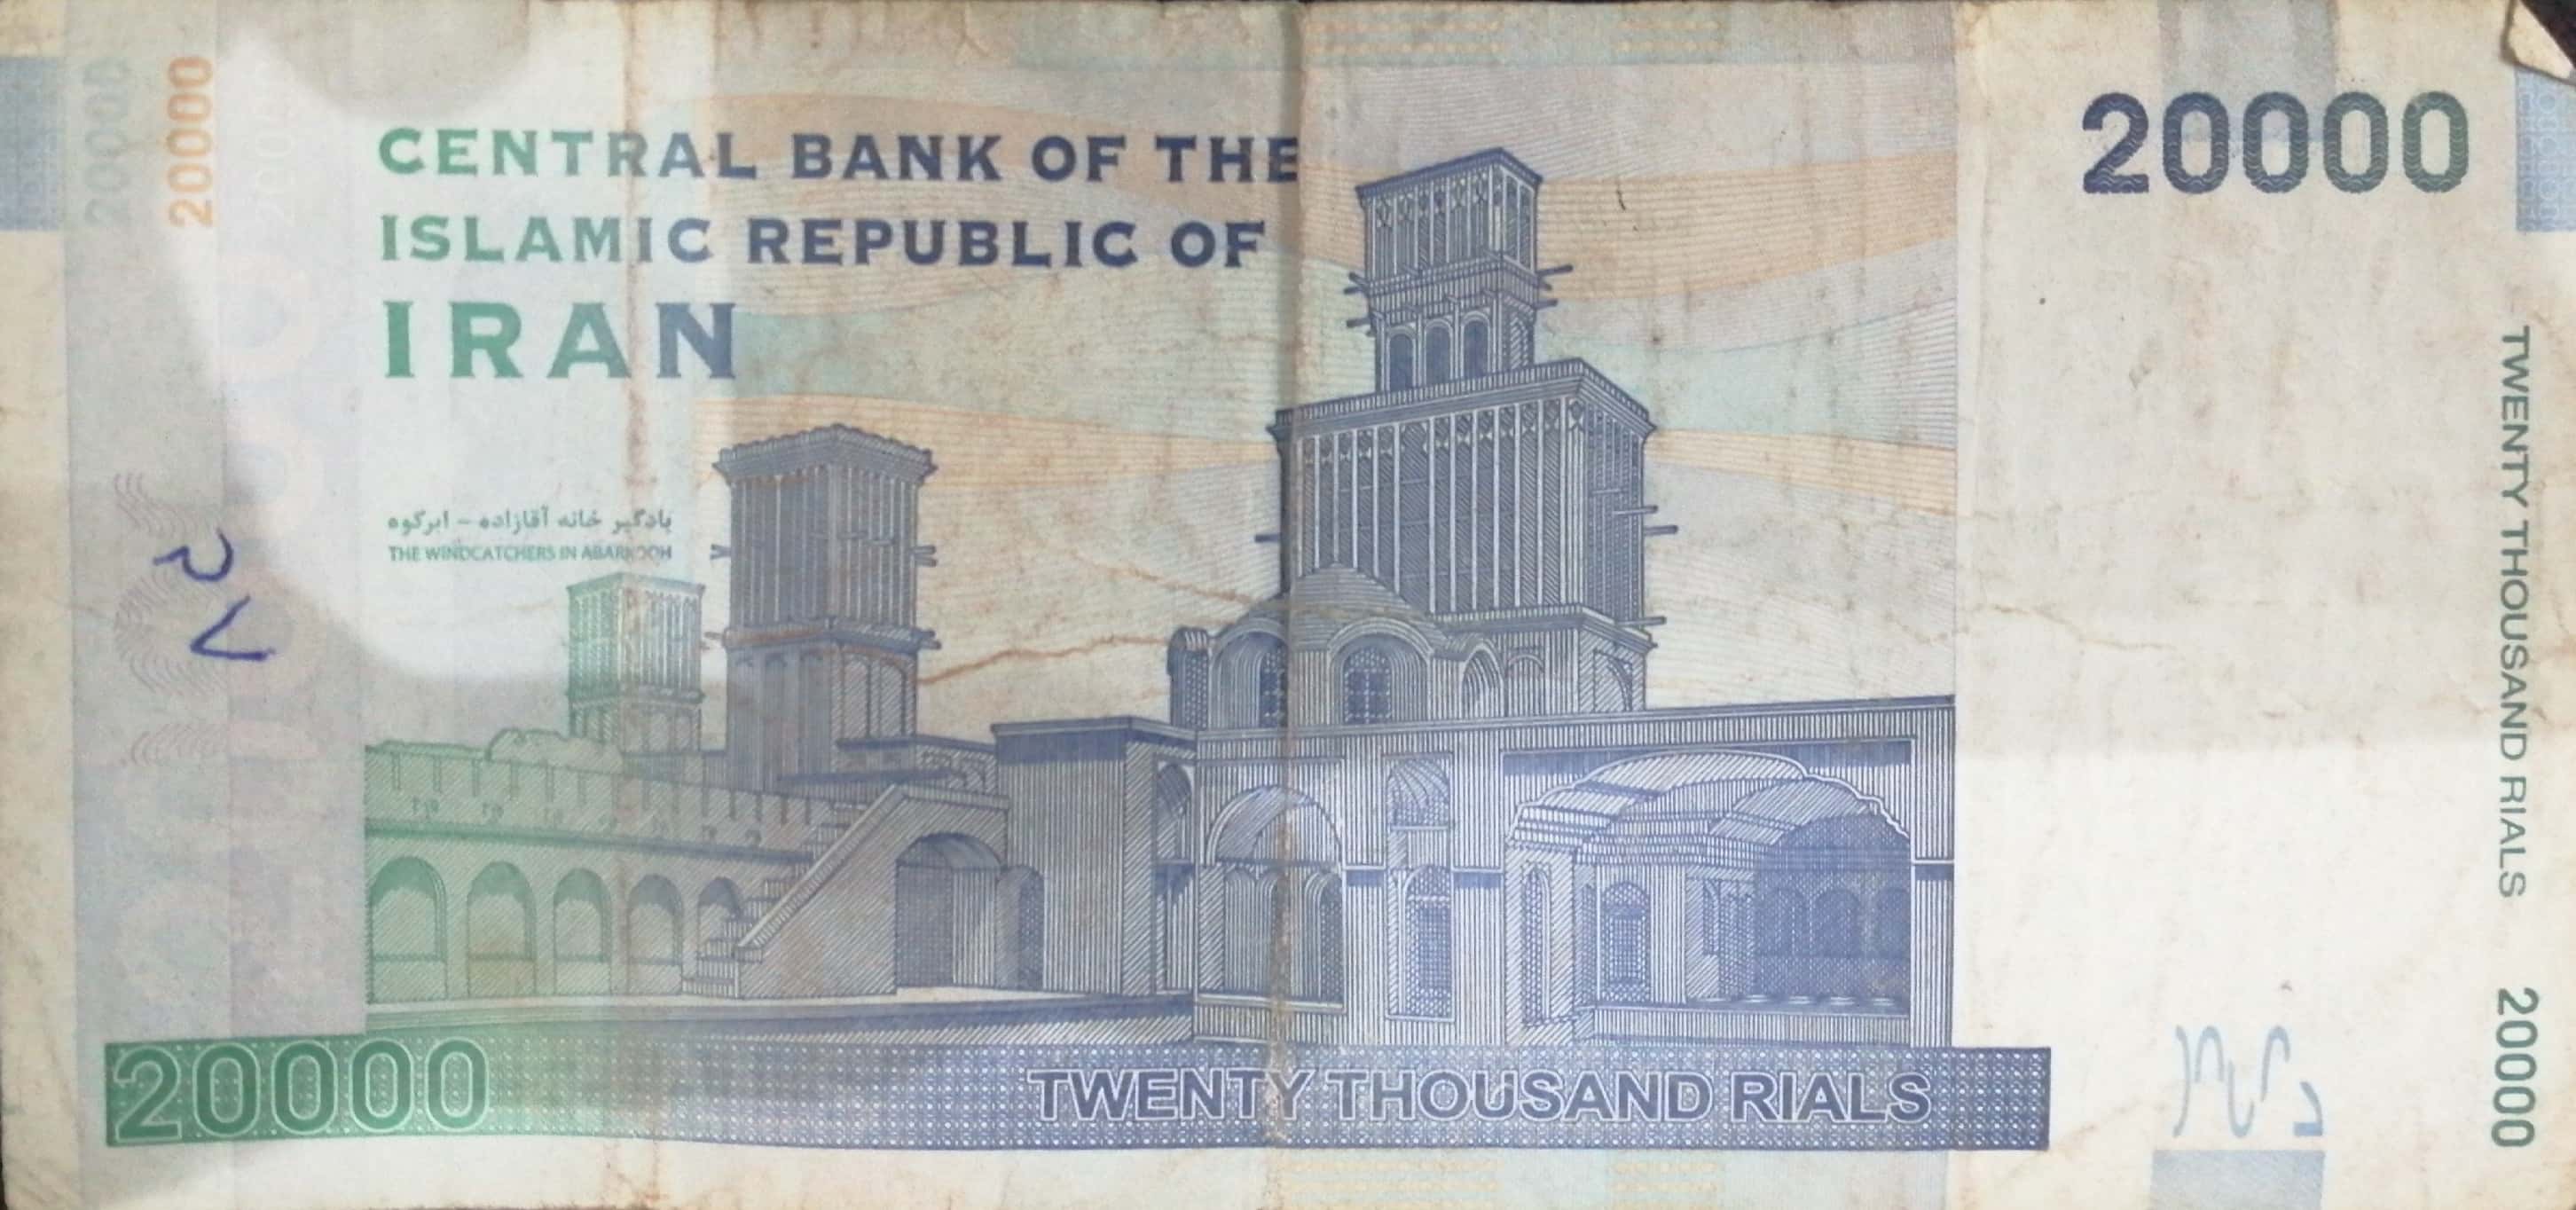 20000
20000
20000
CENTRAL BANK OF THE
ISLAMIC REPUBLIC OF
IRAN
بادگیر خانه آقازاده - ابرکوه
THE WINDCATCHERS IN ABARKOOH
20000
TWENTY THOUSAND RIALS
TWENTY THOUSAND RIALS
20000